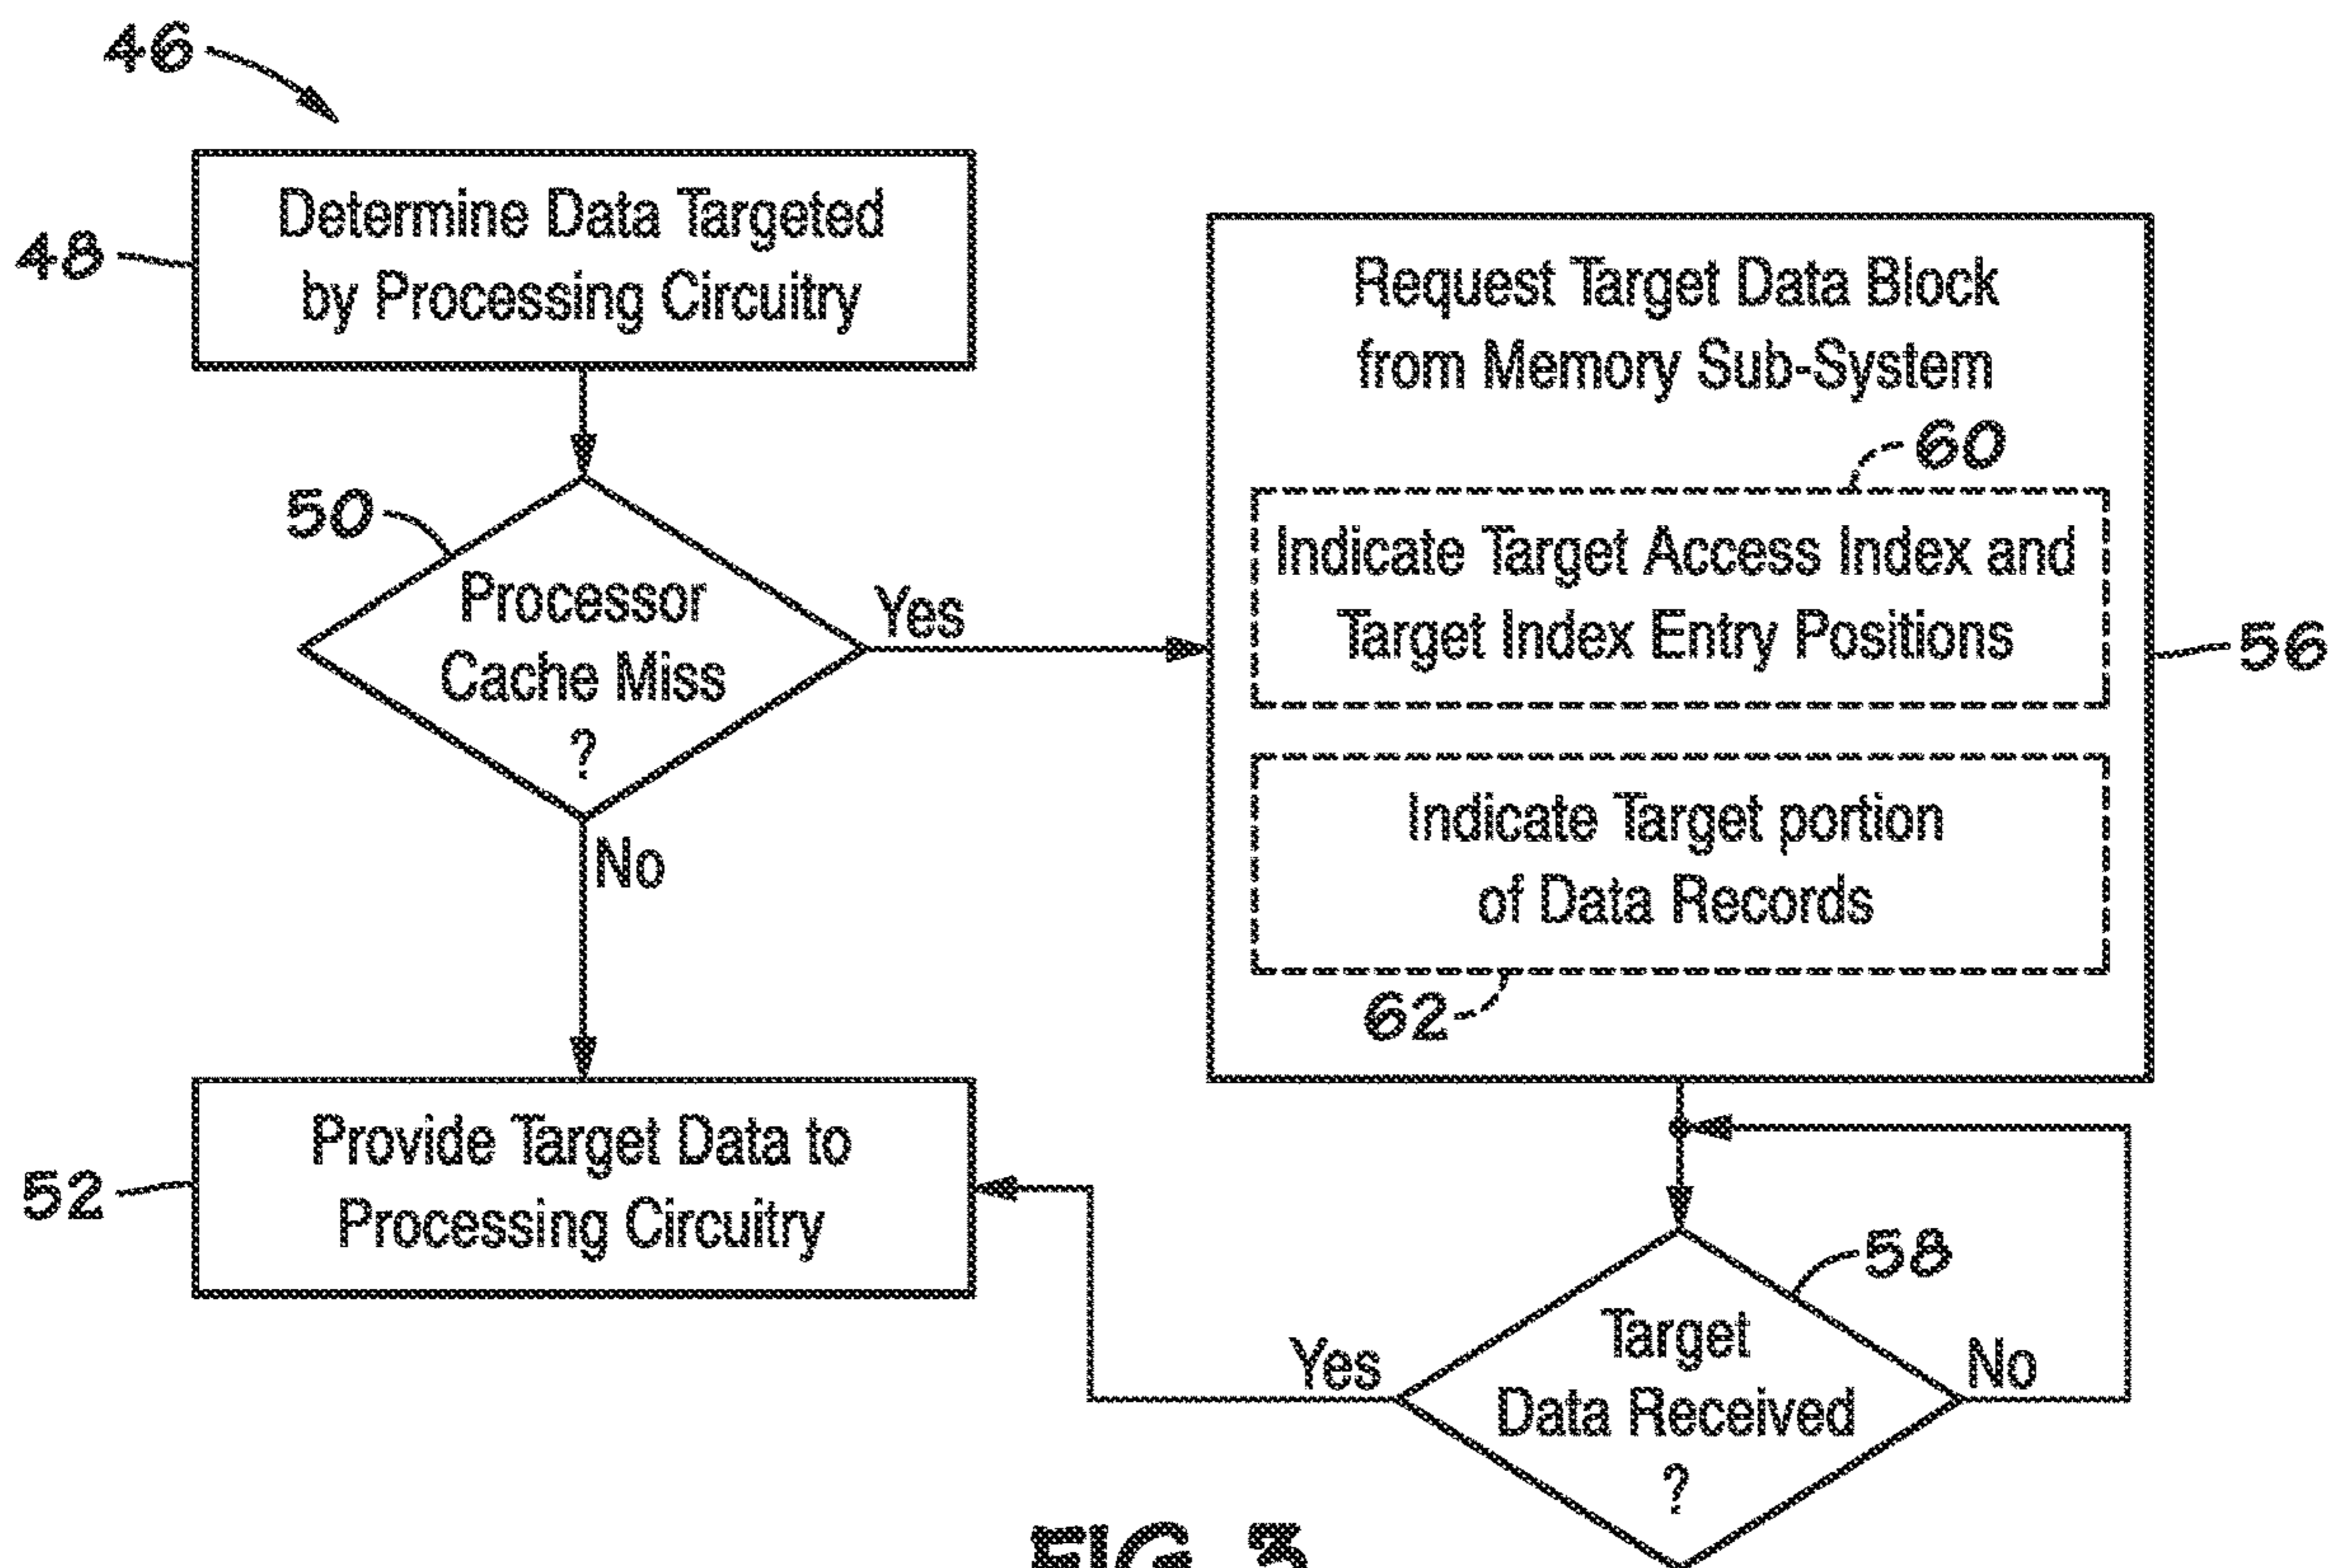 46
48
Determine Data Targeted
by Processing Circuitry
50
Processor
Cache Miss
?
Yes
No
Request Target Data Block
from Memory Sub-System
60
Indicate Target Access Index and
Target Index Entry Positions
56
Indicate Target portion
of Data Records
62
52
Provide Target Data to
Processing Circuitry
58
Target
Data Received
?
Yes
No
FIG. 3